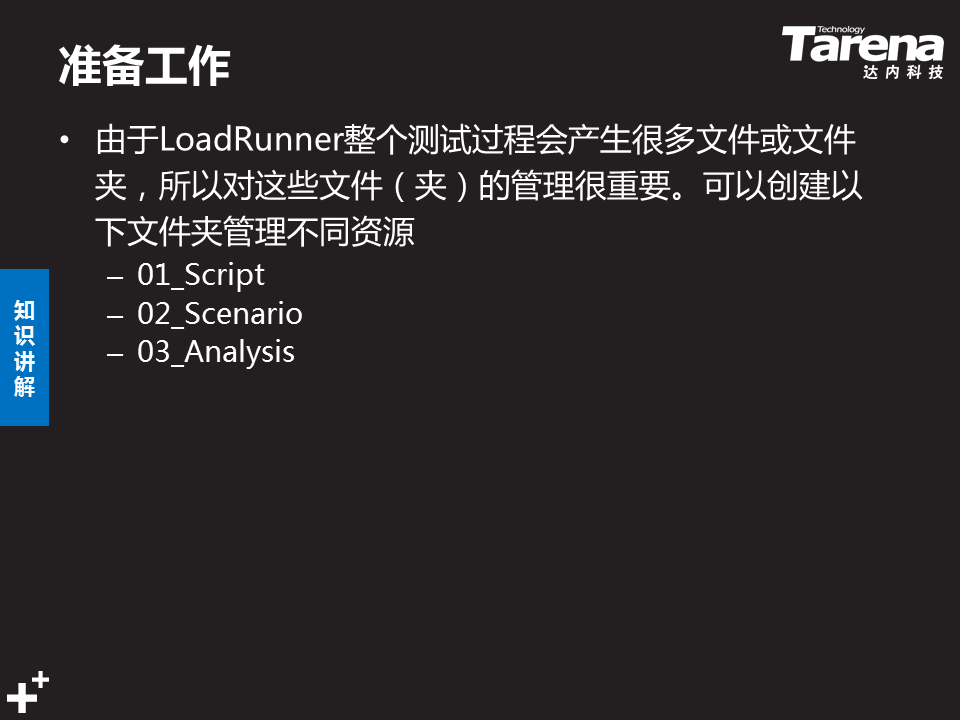 准备工作
Technology
Tarena
达内科技
• 由于LoadRunner整个测试过程会产生很多文件或文件
夹，所以对这些文件（夹）的管理很重要。可以创建以
下文件夹管理不同资源
– 01_Script
– 02_Scenario
– 03_Analysis
知
识
讲
解